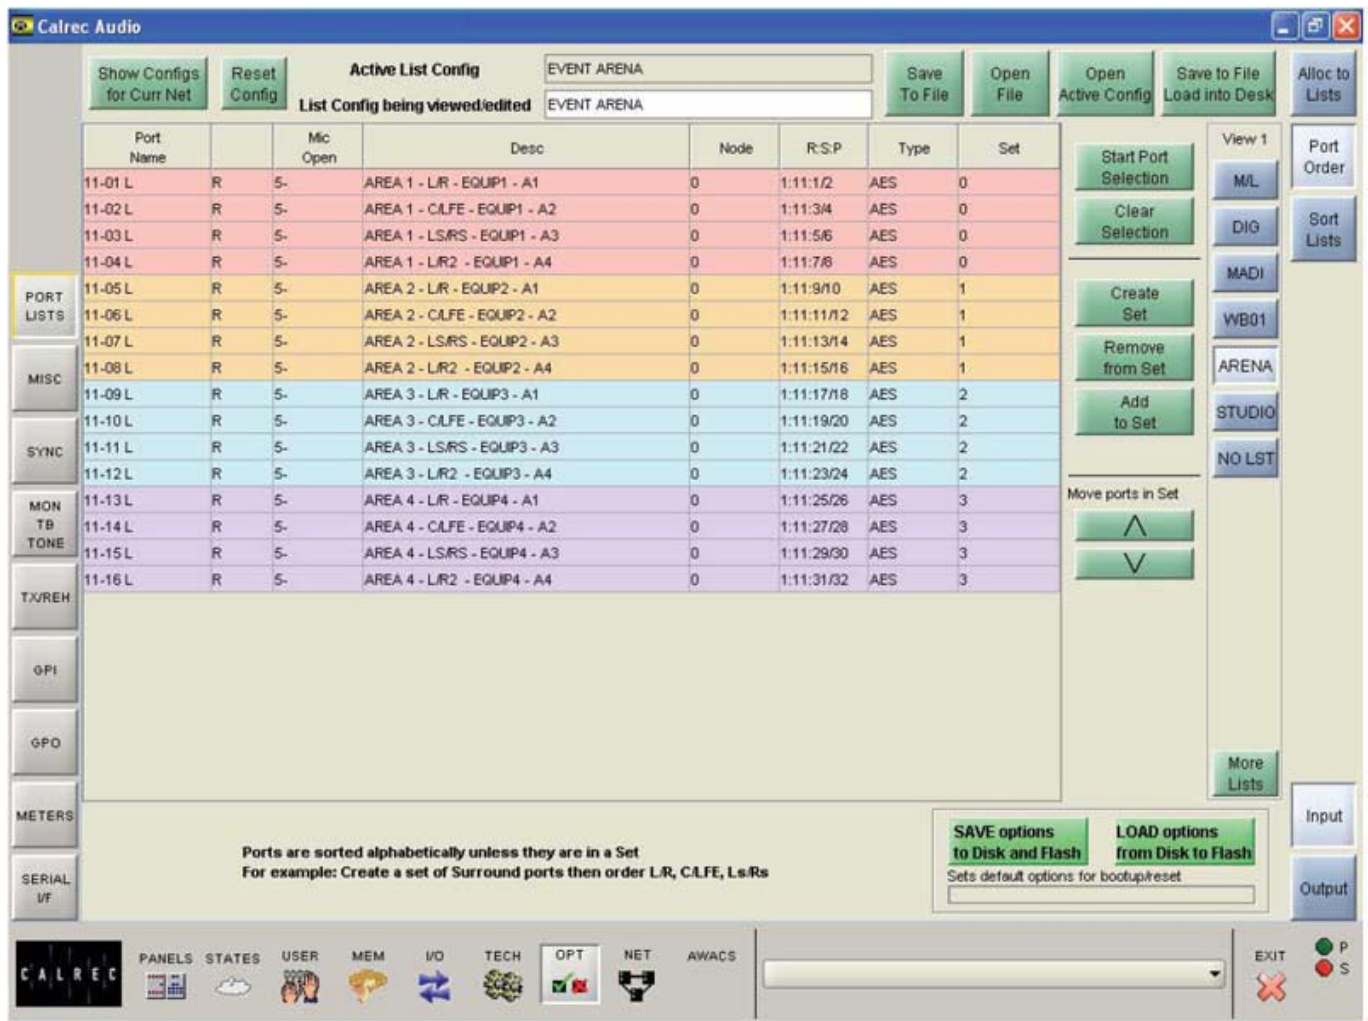 Calrec Audio
Show Configs for Curr Net
Reset Config
Active List Config
EVENT ARENA
List Config being viewed/edited
EVENT ARENA
Save To File
Open File
Open Active Config
Save to File Load into Desk
Alloc to Lists
Port Name Mic Open Desc Node R:S:P Type Set
11-01 L R 5- AREA 1 - L/R - EQUIP1 - A1 0 1:11:1/2 AES 0
11-02 L R 5- AREA 1 - C/LFE - EQUIP1 - A2 0 1:11:3/4 AES 0
11-03 L R 5- AREA 1 - LS/RS - EQUIP1 - A3 0 1:11:5/6 AES 0
11-04 L R 5- AREA 1 - L/R2 - EQUIP1 - A4 0 1:11:7/8 AES 0
11-05 L R 5- AREA 2 - L/R - EQUIP2 - A1 0 1:11:9/10 AES 1
11-06 L R 5- AREA 2 - C/LFE - EQUIP2 - A2 0 1:11:11/12 AES 1
11-07 L R 5- AREA 2 - LS/RS - EQUIP2 - A3 0 1:11:13/14 AES 1
11-08 L R 5- AREA 2 - L/R2 - EQUIP2 - A4 0 1:11:15/16 AES 1
11-09 L R 5- AREA 3 - L/R - EQUIP3 - A1 0 1:11:17/18 AES 2
11-10 L R 5- AREA 3 - C/LFE - EQUIP3 - A2 0 1:11:19/20 AES 2
11-11 L R 5- AREA 3 - LS/RS - EQUIP3 - A3 0 1:11:21/22 AES 2
11-12 L R 5- AREA 3 - L/R2 - EQUIP3 - A4 0 1:11:23/24 AES 2
11-13 L R 5- AREA 4 - L/R - EQUIP4 - A1 0 1:11:25/26 AES 3
11-14 L R 5- AREA 4 - C/LFE - EQUIP4 - A2 0 1:11:27/28 AES 3
11-15 L R 5- AREA 4 - LS/RS - EQUIP4 - A3 0 1:11:29/30 AES 3
11-16 L R 5- AREA 4 - L/R2 - EQUIP4 - A4 0 1:11:31/32 AES 3
PORT LISTS
MISC
SYNC
MON TB TONE
TX/REH
GPI
GPO
METERS
SERIAL I/F
Start Port Selection
Clear Selection
Create Set
Remove from Set
Add to Set
Move ports in Set
View 1
M/L
DIG
MADI
WB01
ARENA
STUDIO
NO LST
More Lists
Port Order
Sort Lists
Input
Output
Ports are sorted alphabetically unless they are in a Set
For example: Create a set of Surround ports then order L/R, C/LFE, Ls/Rs
SAVE options to Disk and Flash
LOAD options from Disk to Flash
Sets default options for bootup/reset
CALREC
PANELS
STATES
USER
MEM
I/O
TECH
OPT
NET
AWACS
EXIT
P
S